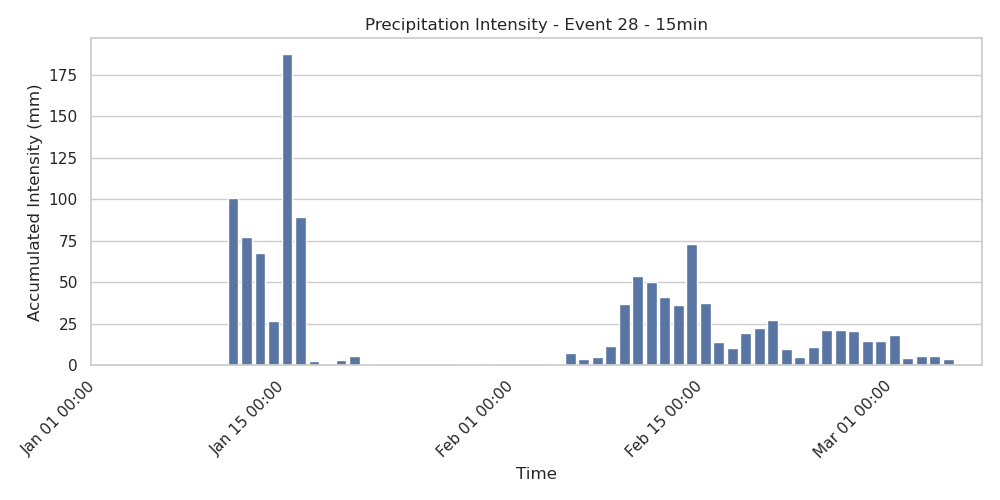 Precipitation Intensity - Event 28 - 15min
Accumulated Intensity (mm)
175
150
125
100
75
50
25
0
Jan 01 00:00
Jan 15 00:00
Feb 01 00:00
Feb 15 00:00
Mar 01 00:00
Time